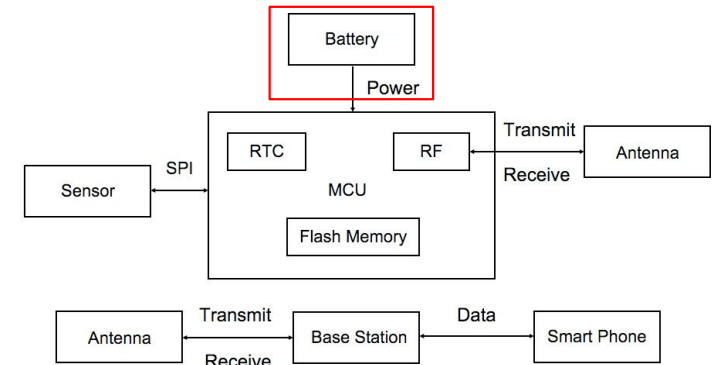 Battery
Power
RTC
RF
Transmit
Antenna
Receive
SPI
Sensor
MCU
Flash Memory
Transmit
Data
Antenna
Base Station
Smart Phone
Receive